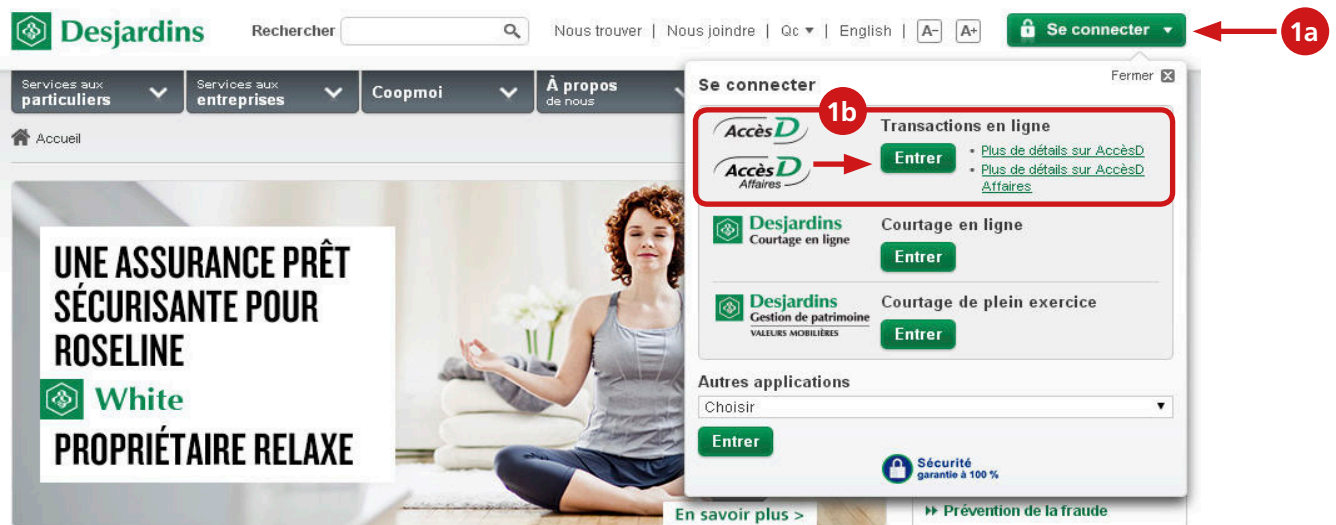 Desjardins
Rechercher
Nous trouver | Nous joindre | Qc ▼ | English | A- A+
Se connecter ▼
1a
Services aux
particuliers
Services aux
entreprises
Coopmoi
À propos
de nous
Accueil
Fermer
Se connecter
1b
AccèsD
AccèsD
Affaires
Transactions en ligne
Entrer
• Plus de détails sur AccèsD
• Plus de détails sur AccèsD
Affaires
Desjardins
Courtage en ligne
Courtage en ligne
Entrer
Desjardins
Gestion de patrimoine
VALEURS MOBILIÈRES
Courtage de plein exercice
Entrer
Autres applications
Choisir ▼
Entrer
Sécurité
garantie à 100 %
UNE ASSURANCE PRÊT
SÉCURISANTE POUR
ROSELINE
White
PROPRIÉTAIRE RELAXE
En savoir plus >
Prévention de la fraude